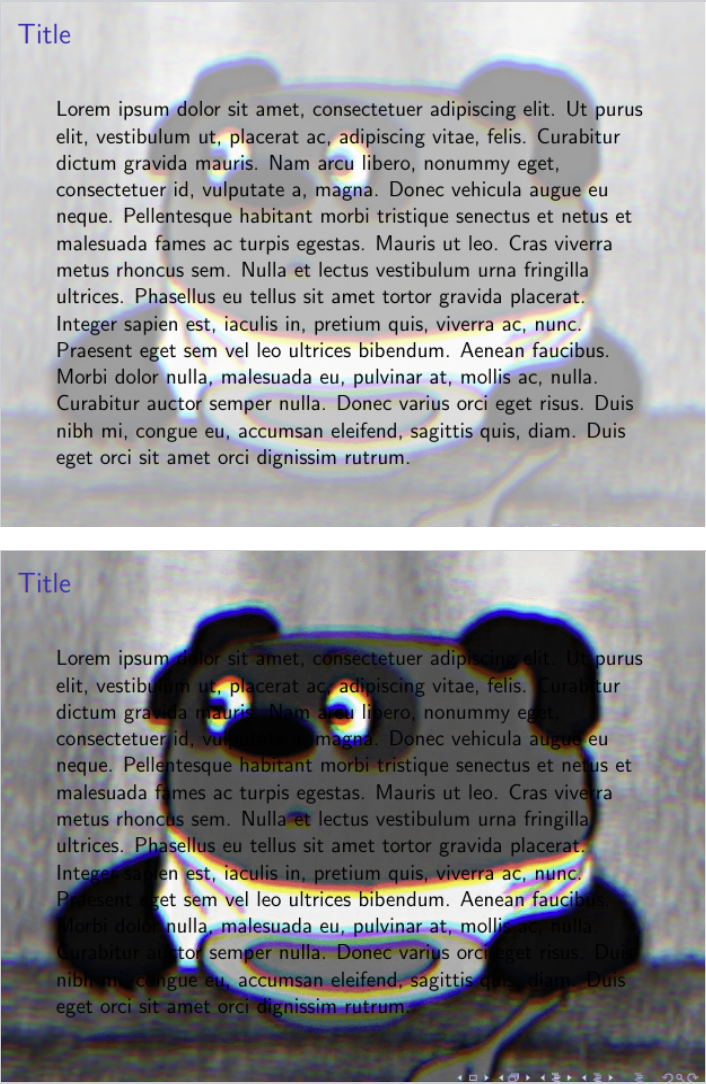 Title
Lorem ipsum dolor sit amet, consectetuer adipiscing elit. Ut purus
elit, vestibulum ut, placerat ac, adipiscing vitae, felis. Curabitur
dictum gravida mauris. Nam arcu libero, nonummy eget,
consectetuer id, vulputate a, magna. Donec vehicula augue eu
neque. Pellentesque habitant morbi tristique senectus et netus et
malesuada fames ac turpis egestas. Mauris ut leo. Cras viverra
metus rhoncus sem. Nulla et lectus vestibulum urna fringilla
ultrices. Phasellus eu tellus sit amet tortor gravida placerat.
Integer sapien est, iaculis in, pretium quis, viverra ac, nunc.
Praesent eget sem vel leo ultrices bibendum. Aenean faucibus.
Morbi dolor nulla, malesuada eu, pulvinar at, mollis ac, nulla.
Curabitur auctor semper nulla. Donec varius orci eget risus. Duis
nibh mi, congue eu, accumsan eleifend, sagittis quis, diam. Duis
eget orci sit amet orci dignissim rutrum.
Title
Lorem ipsum dolor sit amet, consectetuer adipiscing elit. Ut purus
elit, vestibulum ut, placerat ac, adipiscing vitae, felis. Curabitur
dictum gravida mauris. Nam arcu libero, nonummy eget,
consectetuer id, vulputate a, magna. Donec vehicula augue eu
neque. Pellentesque habitant morbi tristique senectus et netus et
malesuada fames ac turpis egestas. Mauris ut leo. Cras viverra
metus rhoncus sem. Nulla et lectus vestibulum urna fringilla
ultrices. Phasellus eu tellus sit amet tortor gravida placerat.
Integer sapien est, iaculis in, pretium quis, viverra ac, nunc.
Praesent eget sem vel leo ultrices bibendum. Aenean faucibus.
Morbi dolor nulla, malesuada eu, pulvinar at, mollis ac, nulla.
Curabitur auctor semper nulla. Donec varius orci eget risus. Duis
nibh mi, congue eu, accumsan eleifend, sagittis quis, diam. Duis
eget orci sit amet orci dignissim rutrum.